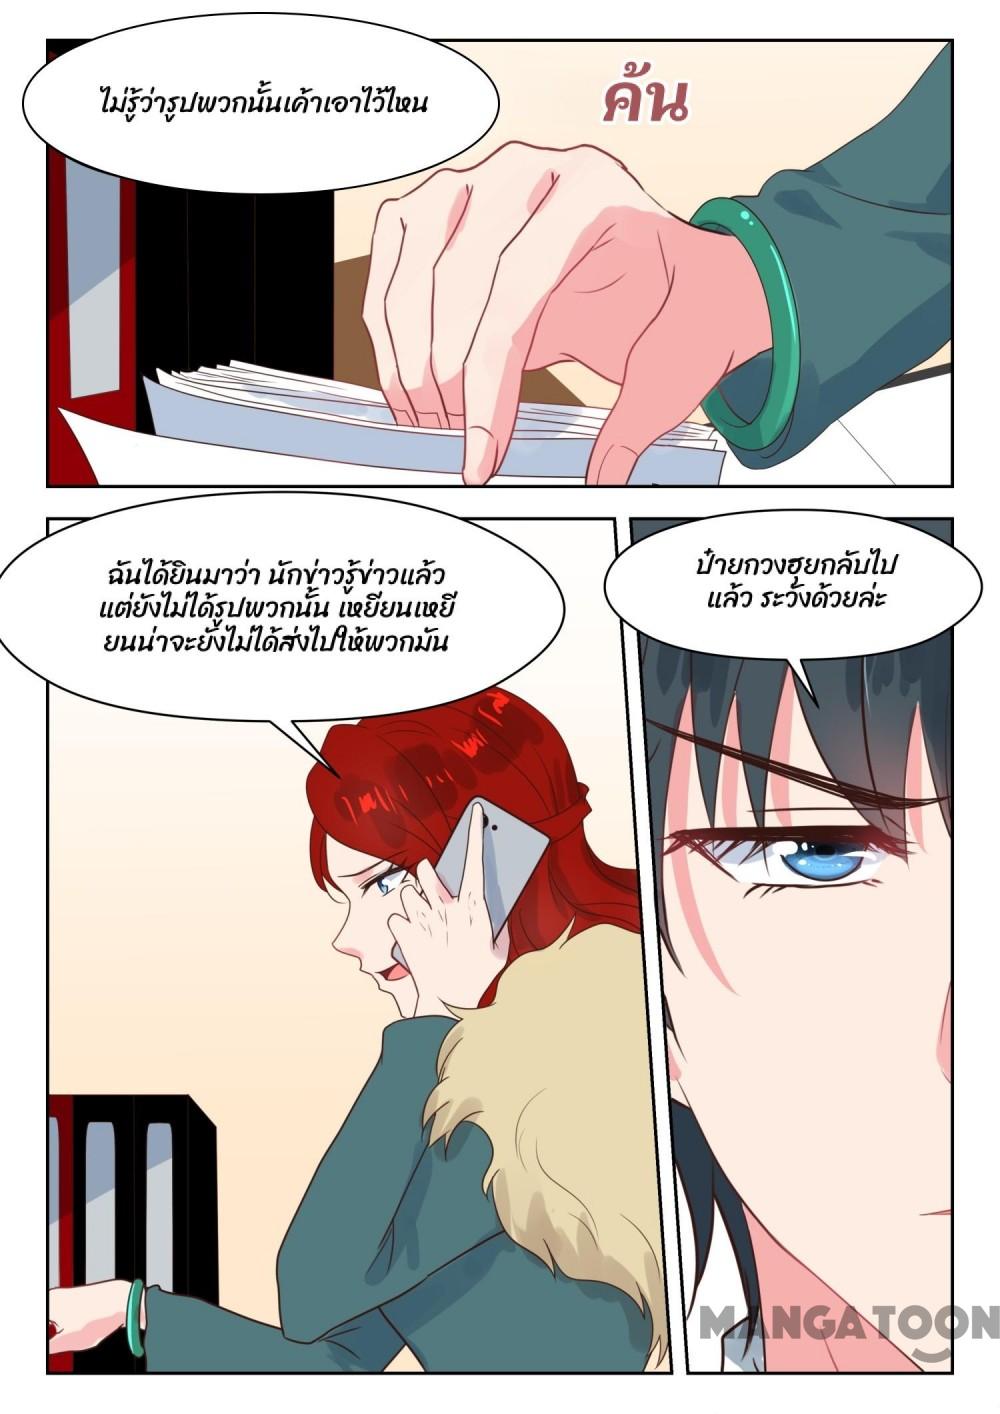 ไม่รู้ว่ารูปพวกนั้นเค้าเอาไว้ไหน
ค้น
ฉันได้ยินมาว่า นักข่าวรู้ข่าวแล้ว
แต่ยังไม่ได้รูปพวกนั้น เหยียนเหยี
ยนน่าจะยังไม่ได้ส่งไปให้พวกมัน
ป๋ายกวงฮุยกลับไป
แล้ว ระวังด้วยล่ะ
MANGATOON